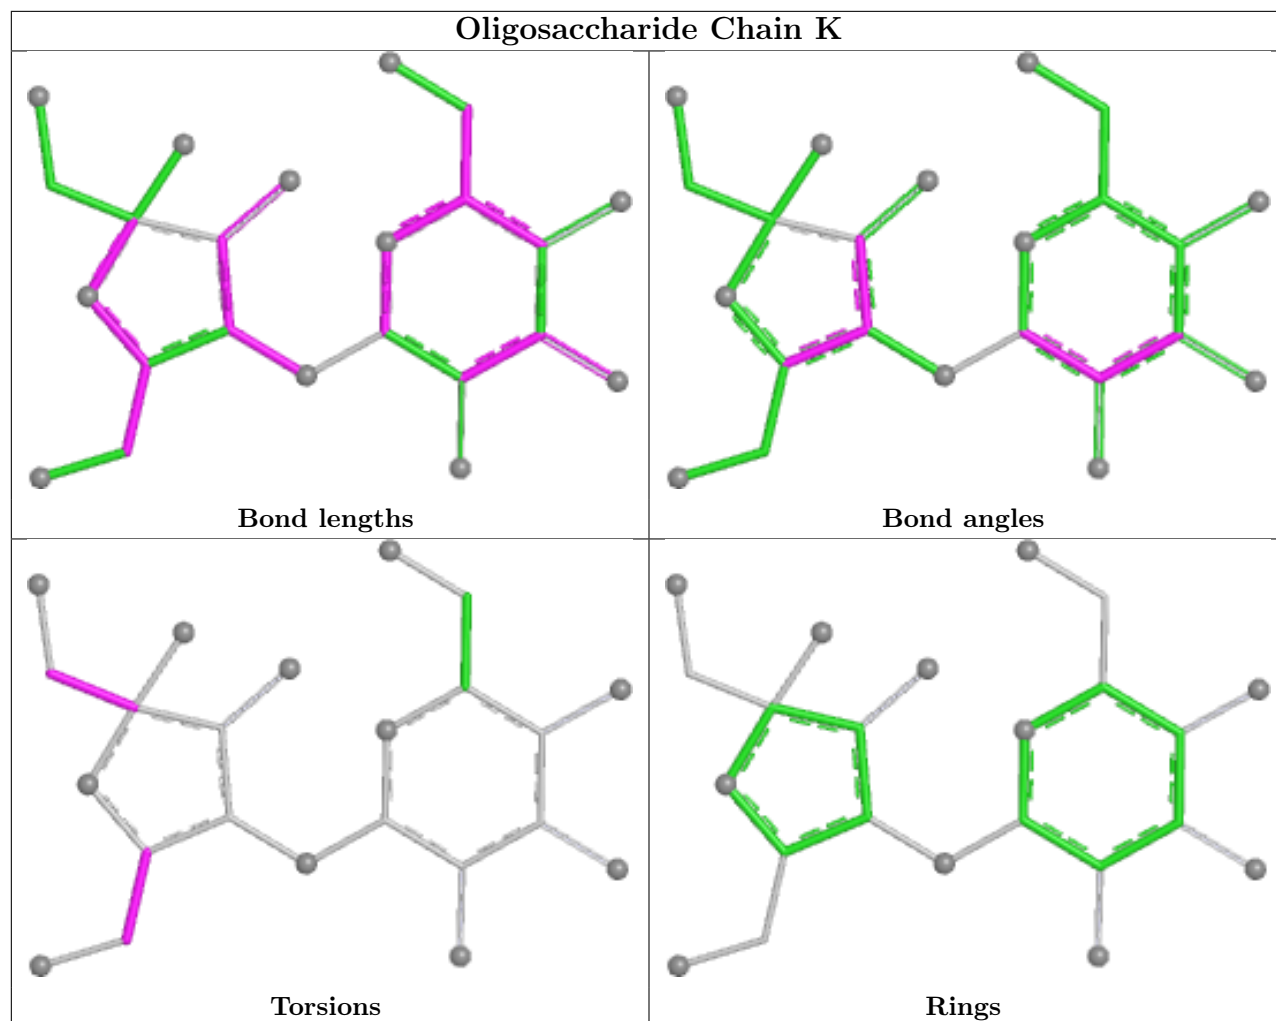 Oligosaccharide Chain K
Bond lengths
Bond angles
Torsions
Rings